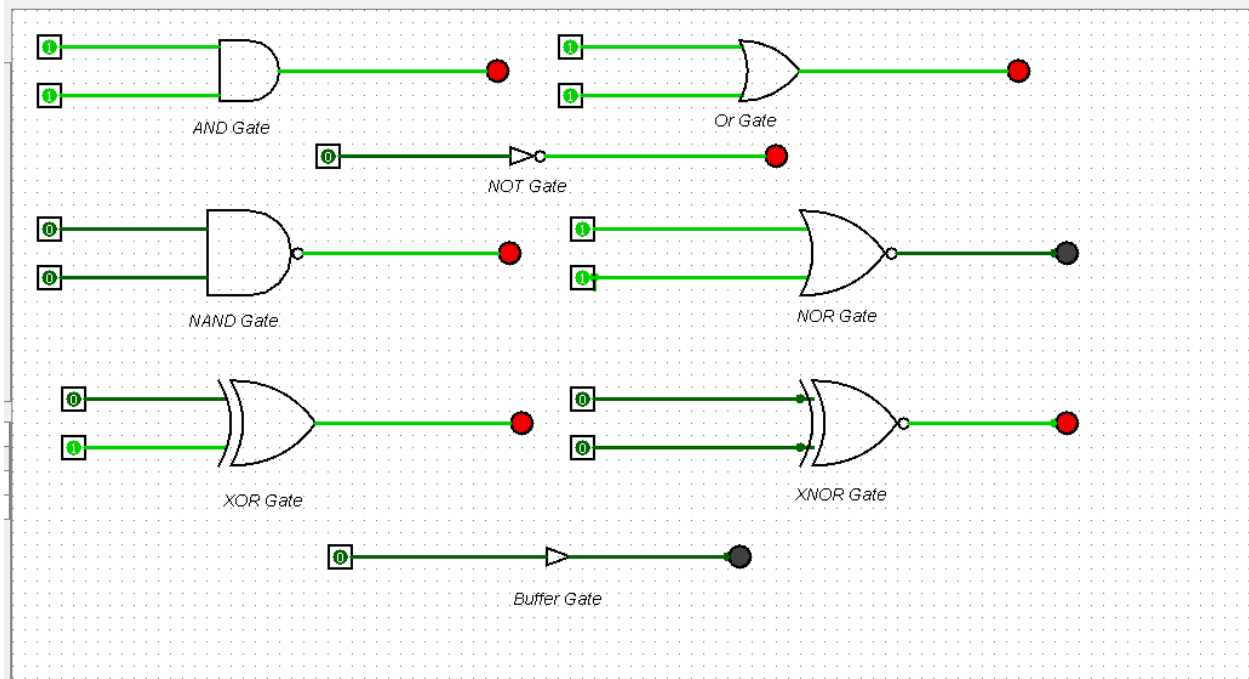 1 1
1 1
AND Gate Or Gate
0
NOT Gate
0 1
0 1
NAND Gate NOR Gate
0 0
1 0
XOR Gate XNOR Gate
0
Buffer Gate